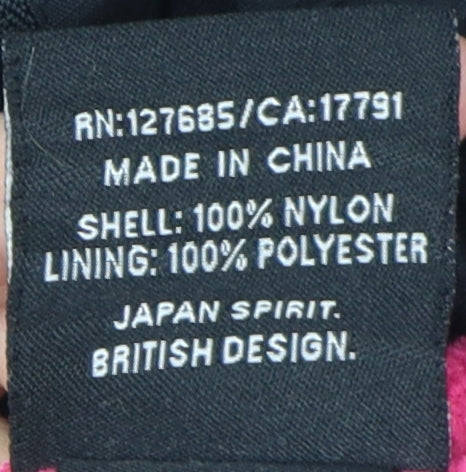 RN:127685/CA:17791
MADE IN CHINA
SHELL: 100% NYLON
LINING: 100% POLYESTER
JAPAN SPIRIT.
BRITISH DESIGN.